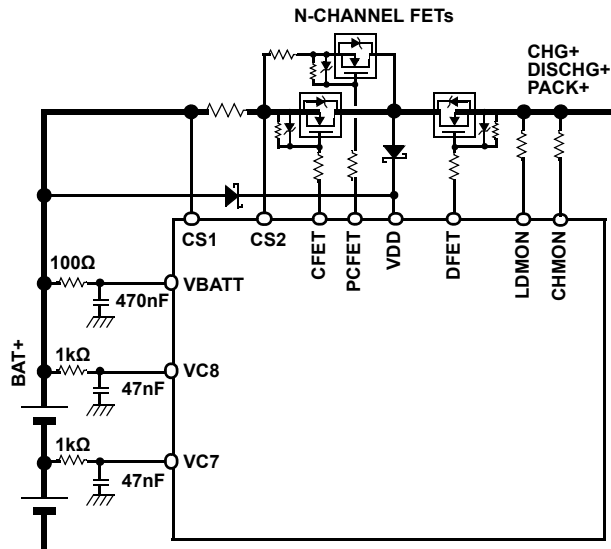 N-CHANNEL FETs
CHG+
DISCHG+
PACK+
CS1
CS2
CFET
PCFET
VDD
DFET
LDMON
CHMON
100Ω
VBATT
470nF
BAT+
1kΩ
VC8
47nF
1kΩ
VC7
47nF